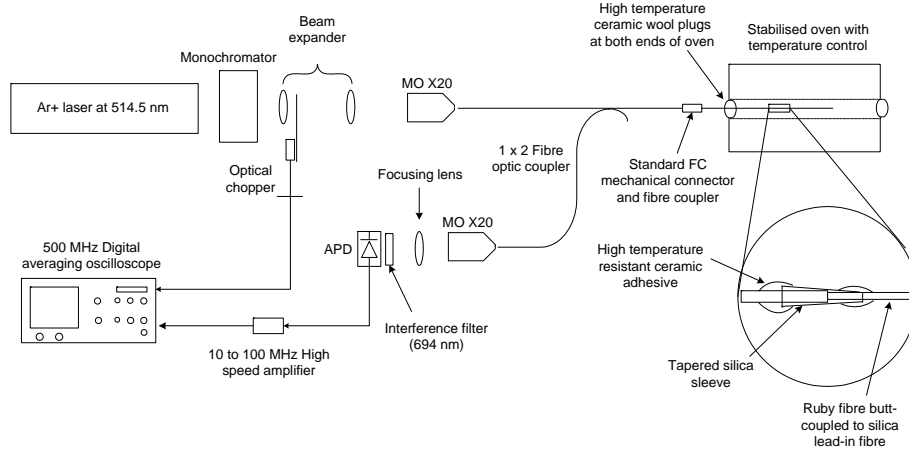 High temperature
ceramic wool plugs
at both ends of oven
Stabilised oven with
temperature control
Beam
expander
Monochromator
MO X20
Ar+ laser at 514.5 nm
1 x 2 Fibre
optic coupler
Standard FC
mechanical connector
and fibre coupler
Optical
chopper
Focusing lens
MO X20
APD
500 MHz Digital
averaging oscilloscope
High temperature
resistant ceramic
adhesive
Interference filter
(694 nm)
10 to 100 MHz High
speed amplifier
Tapered silica
sleeve
Ruby fibre butt-
coupled to silica
lead-in fibre